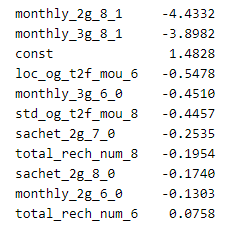 monthly_2g_8_1 -4.4332
monthly_3g_8_1 -3.8982
const 1.4828
loc_og_t2f_mou_6 -0.5478
monthly_3g_6_0 -0.4510
std_og_t2f_mou_8 -0.4457
sachet_2g_7_0 -0.2535
total_rech_num_8 -0.1954
sachet_2g_8_0 -0.1740
monthly_2g_6_0 -0.1303
total_rech_num_6 0.0758